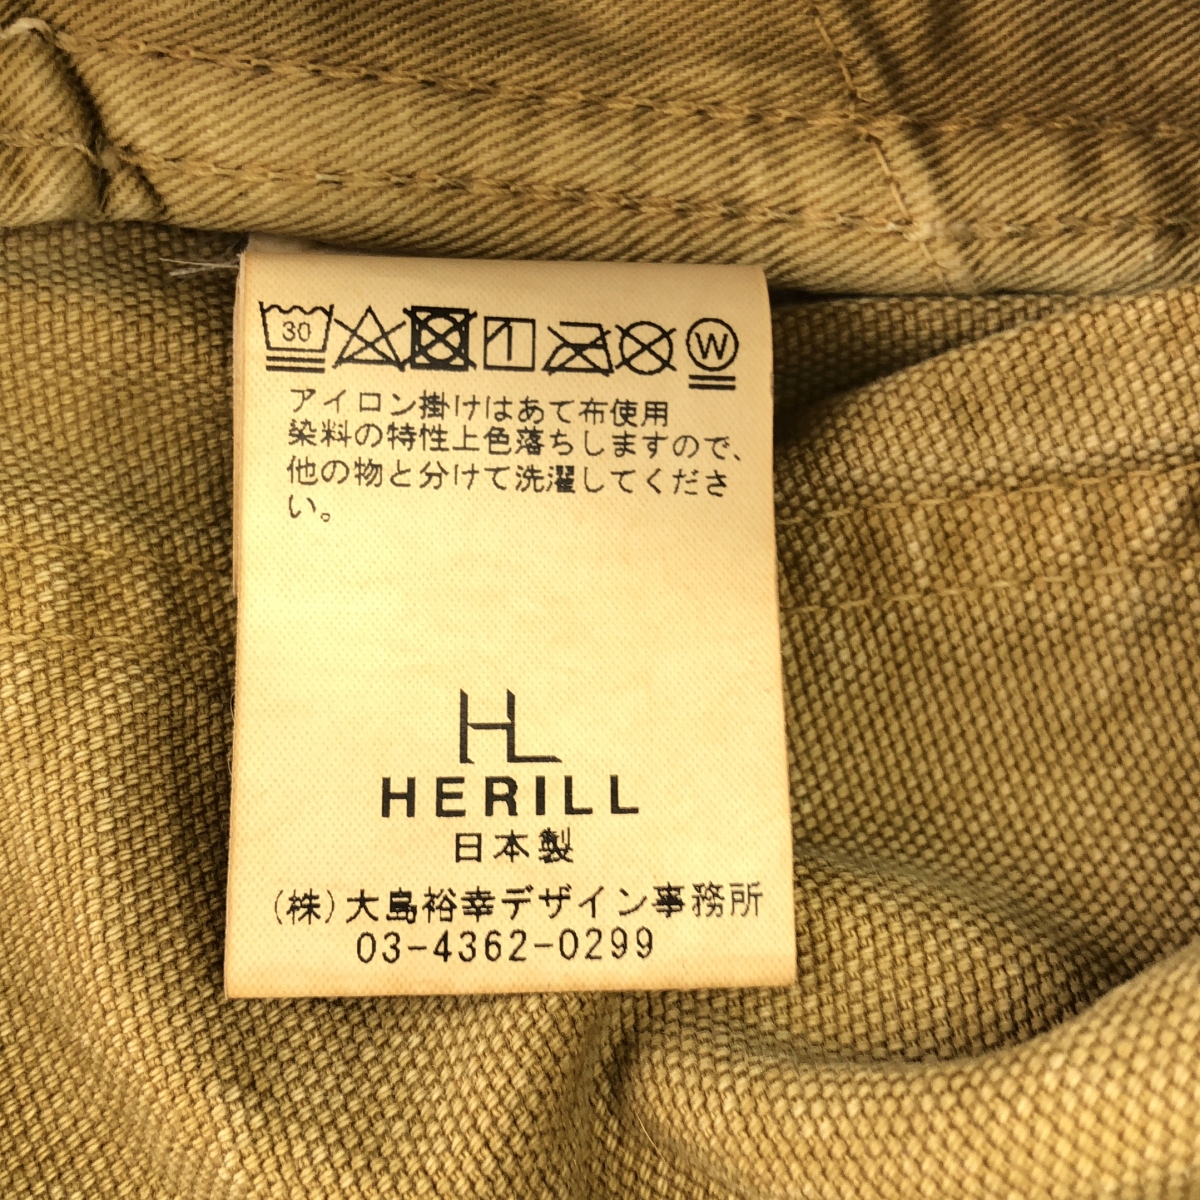 30 W
アイロン掛けはあて布使用
染料の特性上色落ちしますので、
他の物と分けて洗濯してくださ
い。
HL
HERILL
日本製
(株)大島裕幸デザイン事務所
03-4362-0299